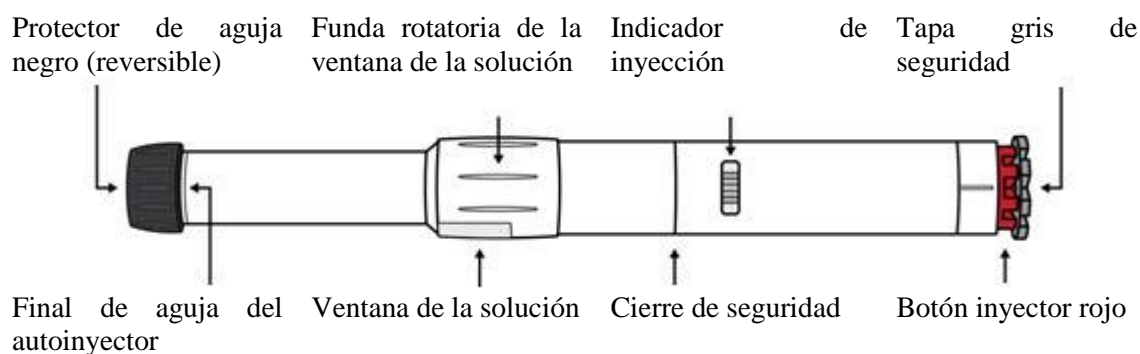 Protector de aguja negro (reversible)
Funda rotatoria de la ventana de la solución
Indicador de inyección
Tapa gris de seguridad
Final de aguja del autoinyector
Ventana de la solución
Cierre de seguridad
Botón inyector rojo